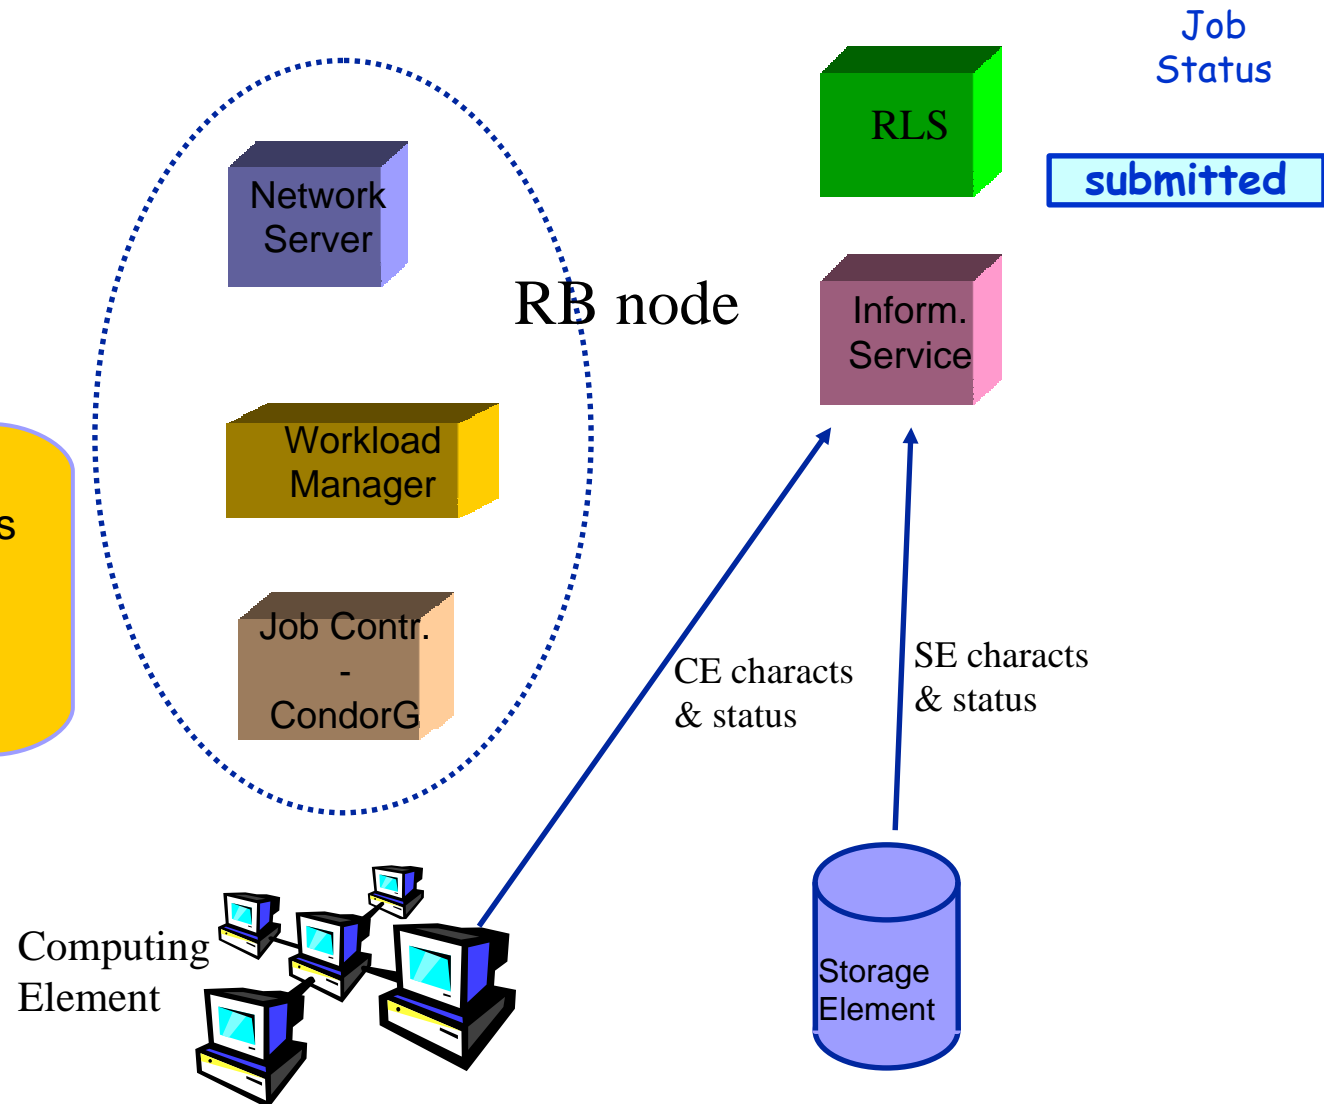 Job
Status
RLS
submitted
Network
Server
RB node
Inform.
Service
Workload
Manager
s
Job Contr.
-
CondorG
CE characts
& status
SE characts
& status
Computing
Element
Storage
Element